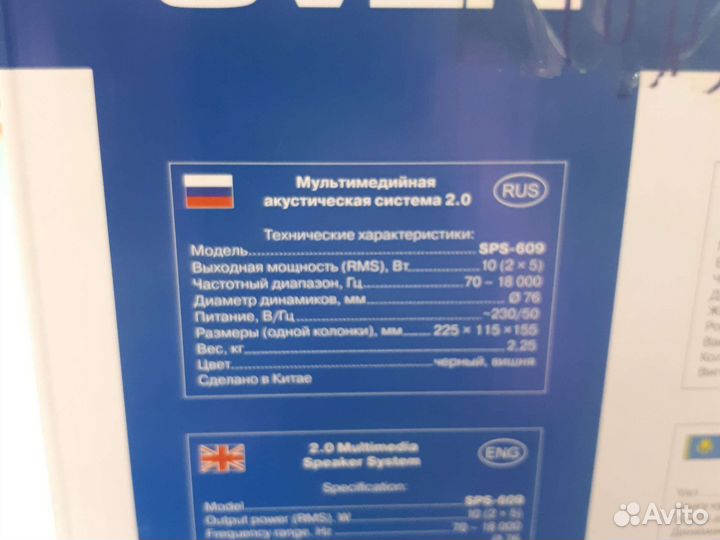 SVEN
Мультимедийная
акустическая система 2.0
RUS
Технические характеристики:
Модель SPS-609
Выходная мощность (RMS), Вт 10 (2 × 5)
Частотный диапазон, Гц 70 – 18 000
Диаметр динамиков, мм Ø 76
Питание, В/Гц ~230/50
Размеры (одной колонки), мм 225 × 115 × 155
Вес, кг 2,25
Цвет черный, вишня
Сделано в Китае
2.0 Multimedia
Speaker System
ENG
Specification:
Model SPS-609
Output power (RMS), W 10 (2 × 5)
Frequency range, Hz 70 – 18 000
Ø 76
Avito